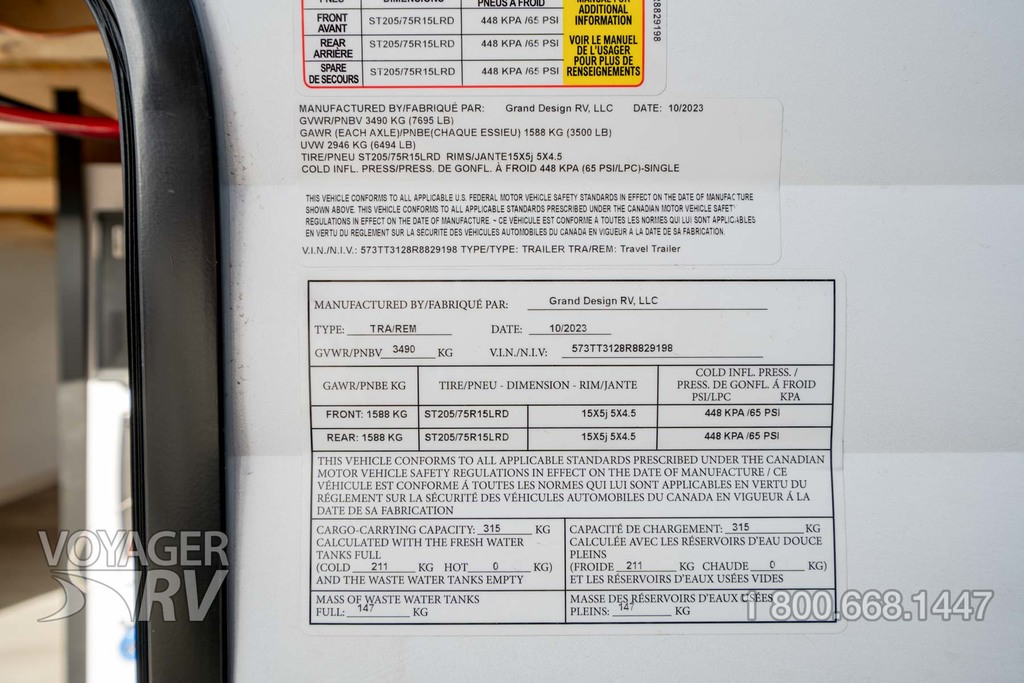 PNEUS À FROID
MANUAL FOR
ADDITIONAL
INFORMATION
FRONT
AVANT
ST205/75R15LRD
448 KPA /65 PSI
REAR
ARRIÈRE
ST205/75R15LRD
448 KPA /65 PSI
SPARE
DE SECOURS
ST205/75R15LRD
448 KPA /65 PSI
VOIR LE MANUEL
DE L'USAGER
POUR PLUS DE
RENSEIGNEMENTS
8829198
MANUFACTURED BY/FABRIQUÉ PAR: Grand Design RV, LLC DATE: 10/2023
GVWR/PNBV 3490 KG (7695 LB)
GAWR (EACH AXLE)/PNBE(CHAQUE ESSIEU) 1588 KG (3500 LB)
UVW 2946 KG (6494 LB)
TIRE/PNEU ST205/75R15LRD RIMS/JANTE15X5j 5X4.5
COLD INFL. PRESS/PRESS. DE GONFL. À FROID 448 KPA (65 PSI/LPC)-SINGLE
THIS VEHICLE CONFORMS TO ALL APPLICABLE U.S. FEDERAL MOTOR VEHICLE SAFETY STANDARDS IN EFFECT ON THE DATE OF MANUFACTURE
SHOWN ABOVE. THIS VEHICLE CONFORMS TO ALL APPLICABLE STANDARDS PRESCRIBED UNDER THE CANADIAN MOTOR VEHICLE SAFETY
REGULATIONS IN EFFECT ON THE DATE OF MANUFACTURE. ~ CE VÉHICULE EST CONFORME À TOUTES LES NORMES QUI LUI SONT APPLICABLES
EN VERTU DU RÈGLEMENT SUR LA SÉCURITÉ DES VÉHICULES AUTOMOBILES DU CANADA EN VIGUEUR À LA DATE DE SA FABRICATION.
V.I.N./N.I.V.: 573TT3128R8829198 TYPE/TYPE: TRAILER TRA/REM: Travel Trailer
MANUFACTURED BY/FABRIQUÉ PAR: Grand Design RV, LLC
TYPE: TRA/REM DATE: 10/2023
GVWR/PNBV 3490 KG V.I.N./N.I.V: 573TT3128R8829198
GAWR/PNBE KG
TIRE/PNEU - DIMENSION - RIM/JANTE
COLD INFL. PRESS. /
PRESS. DE GONFL. Á FROID
PSI/LPC KPA
FRONT: 1588 KG ST205/75R15LRD 15X5j 5X4.5 448 KPA /65 PSI
REAR: 1588 KG ST205/75R15LRD 15X5j 5X4.5 448 KPA /65 PSI
THIS VEHICLE CONFORMS TO ALL APPLICABLE STANDARDS PRESCRIBED UNDER THE CANADIAN
MOTOR VEHICLE SAFETY REGULATIONS IN EFFECT ON THE DATE OF MANUFACTURE / CE
VÉHICULE EST CONFORME Á TOUTES LES NORMES QUI LUI SONT APPLICABLES EN VERTU DU
RÉGLEMENT SUR LA SÉCURITÉ DES VÉHICULES AUTOMOBILES DU CANADA EN VIGUEUR Á LA
DATE DE SA FABRICATION
CARGO-CARRYING CAPACITY: 315 KG
CALCULATED WITH THE FRESH WATER
TANKS FULL
(COLD 211 KG HOT 0 KG)
AND THE WASTE WATER TANKS EMPTY
CAPACITÉ DE CHARGEMENT: 315 KG
CALCULÉE AVEC LES RÉSERVOIRS D'EAU DOUCE
PLEINS
(FROIDE 211 KG CHAUDE 0 KG)
ET LES RÉSERVOIRS D'EAUX USÉES VIDES
MASS OF WASTE WATER TANKS
FULL: 147 KG
MASSE DES RÉSERVOIRS D'EAUX USÉES
PLEINS: 147 KG
VOYAGER
RV
1 800.668.1447